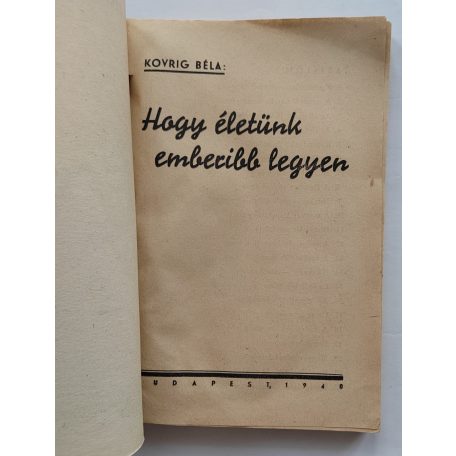 KOVRIG BÉLA:
Hogy életünk
emberibb legyen
BUDAPEST, 1940